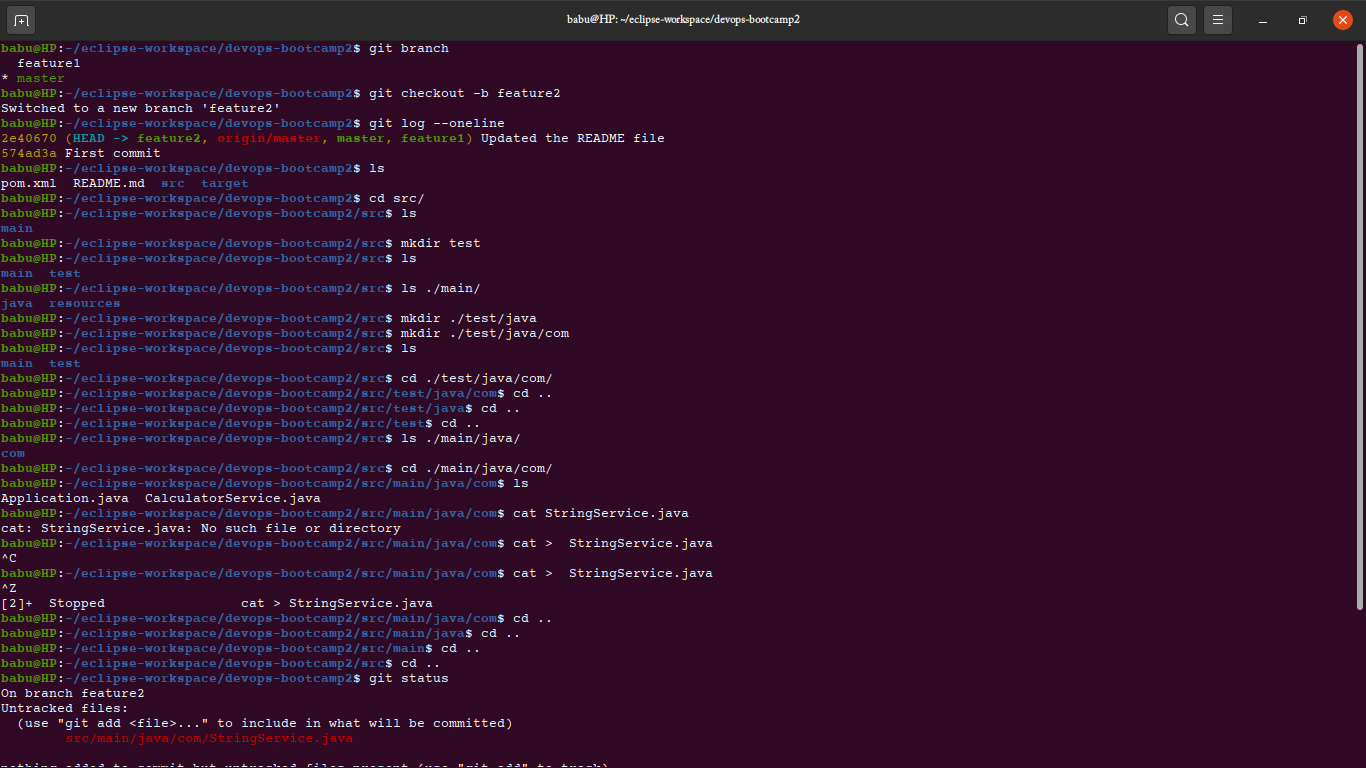 babu@HP: ~/eclipse-workspace/devops-bootcamp2
babu@HP:~/eclipse-workspace/devops-bootcamp2$ git branch
  feature1
* master
babu@HP:~/eclipse-workspace/devops-bootcamp2$ git checkout -b feature2
Switched to a new branch 'feature2'
babu@HP:~/eclipse-workspace/devops-bootcamp2$ git log --oneline
2e40670 (HEAD -> feature2, origin/master, master, feature1) Updated the README file
574ad3a First commit
babu@HP:~/eclipse-workspace/devops-bootcamp2$ ls
pom.xml  README.md  src  target
babu@HP:~/eclipse-workspace/devops-bootcamp2$ cd src/
babu@HP:~/eclipse-workspace/devops-bootcamp2/src$ ls
main
babu@HP:~/eclipse-workspace/devops-bootcamp2/src$ mkdir test
babu@HP:~/eclipse-workspace/devops-bootcamp2/src$ ls
main  test
babu@HP:~/eclipse-workspace/devops-bootcamp2/src$ ls ./main/
java  resources
babu@HP:~/eclipse-workspace/devops-bootcamp2/src$ mkdir ./test/java
babu@HP:~/eclipse-workspace/devops-bootcamp2/src$ mkdir ./test/java/com
babu@HP:~/eclipse-workspace/devops-bootcamp2/src$ ls
main  test
babu@HP:~/eclipse-workspace/devops-bootcamp2/src$ cd ./test/java/com/
babu@HP:~/eclipse-workspace/devops-bootcamp2/src/test/java/com$ cd ..
babu@HP:~/eclipse-workspace/devops-bootcamp2/src/test/java$ cd ..
babu@HP:~/eclipse-workspace/devops-bootcamp2/src/test$ cd ..
babu@HP:~/eclipse-workspace/devops-bootcamp2/src$ ls ./main/java/
com
babu@HP:~/eclipse-workspace/devops-bootcamp2/src$ cd ./main/java/com/
babu@HP:~/eclipse-workspace/devops-bootcamp2/src/main/java/com$ ls
Application.java  CalculatorService.java
babu@HP:~/eclipse-workspace/devops-bootcamp2/src/main/java/com$ cat StringService.java
cat: StringService.java: No such file or directory
babu@HP:~/eclipse-workspace/devops-bootcamp2/src/main/java/com$ cat >  StringService.java
^C
babu@HP:~/eclipse-workspace/devops-bootcamp2/src/main/java/com$ cat >  StringService.java
^Z
[2]+  Stopped                 cat > StringService.java
babu@HP:~/eclipse-workspace/devops-bootcamp2/src/main/java/com$ cd ..
babu@HP:~/eclipse-workspace/devops-bootcamp2/src/main/java$ cd ..
babu@HP:~/eclipse-workspace/devops-bootcamp2/src/main$ cd ..
babu@HP:~/eclipse-workspace/devops-bootcamp2/src$ cd ..
babu@HP:~/eclipse-workspace/devops-bootcamp2$ git status
On branch feature2
Untracked files:
  (use "git add <file>..." to include in what will be committed)
        src/main/java/com/StringService.java
nothing added to commit but untracked files present (use "git add" to track)